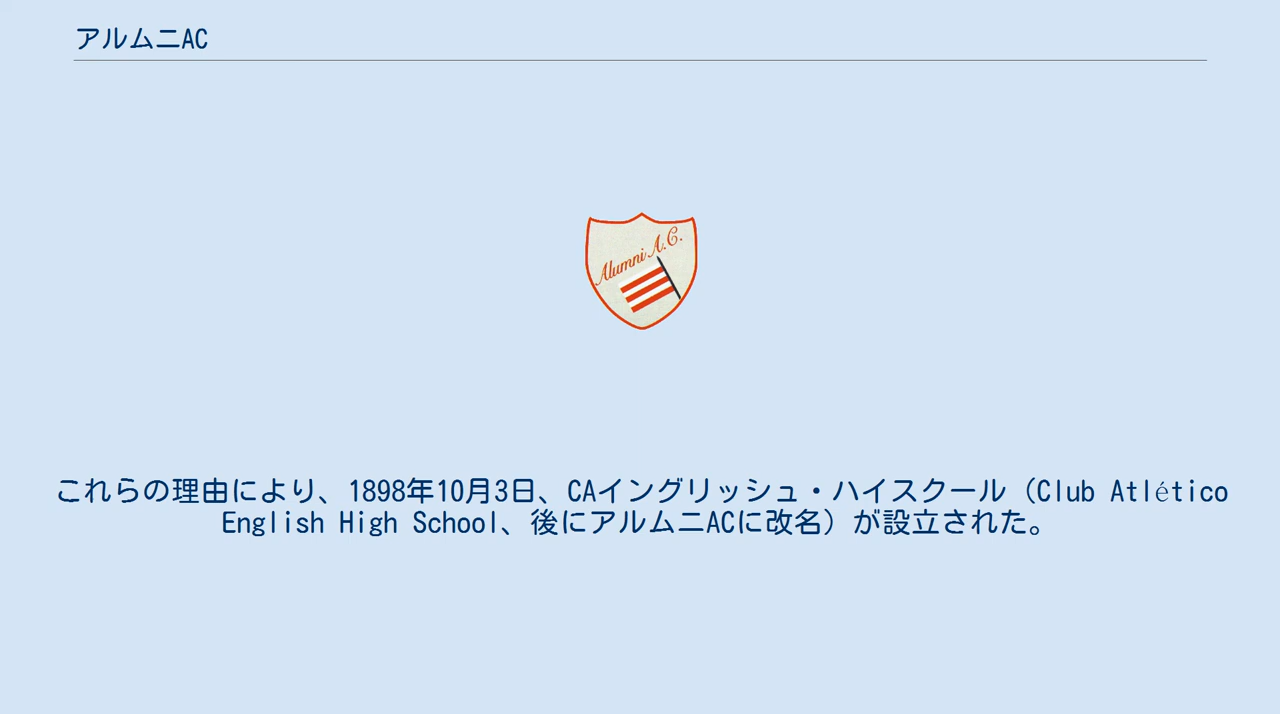 アルムニAC
Alumni A.C.
これらの理由により、1898年10月3日、CAイングリッシュ・ハイスクール（Club Atlético
English High School、後にアルムニACに改名）が設立された。